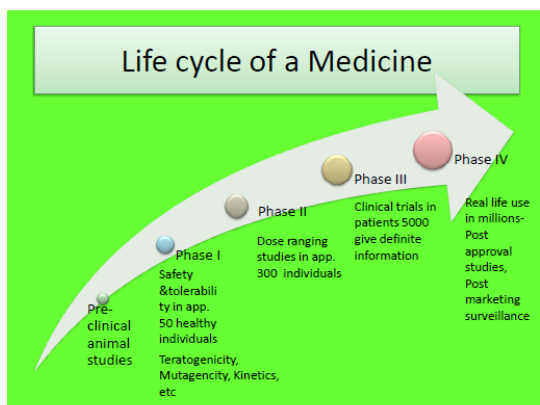 Life cycle of a Medicine
Pre-
clinical
animal
studies
Phase I
Safety
&tolerabili
ty in app.
50 healthy
individuals
Teratogenicity,
Mutagencity, Kinetics,
etc
Phase II
Dose ranging
studies in app.
300 individuals
Phase III
Clinical trials in
patients 5000
give definite
information
Phase IV
Real life use
in millions-
Post
approval
studies,
Post
marketing
surveillance